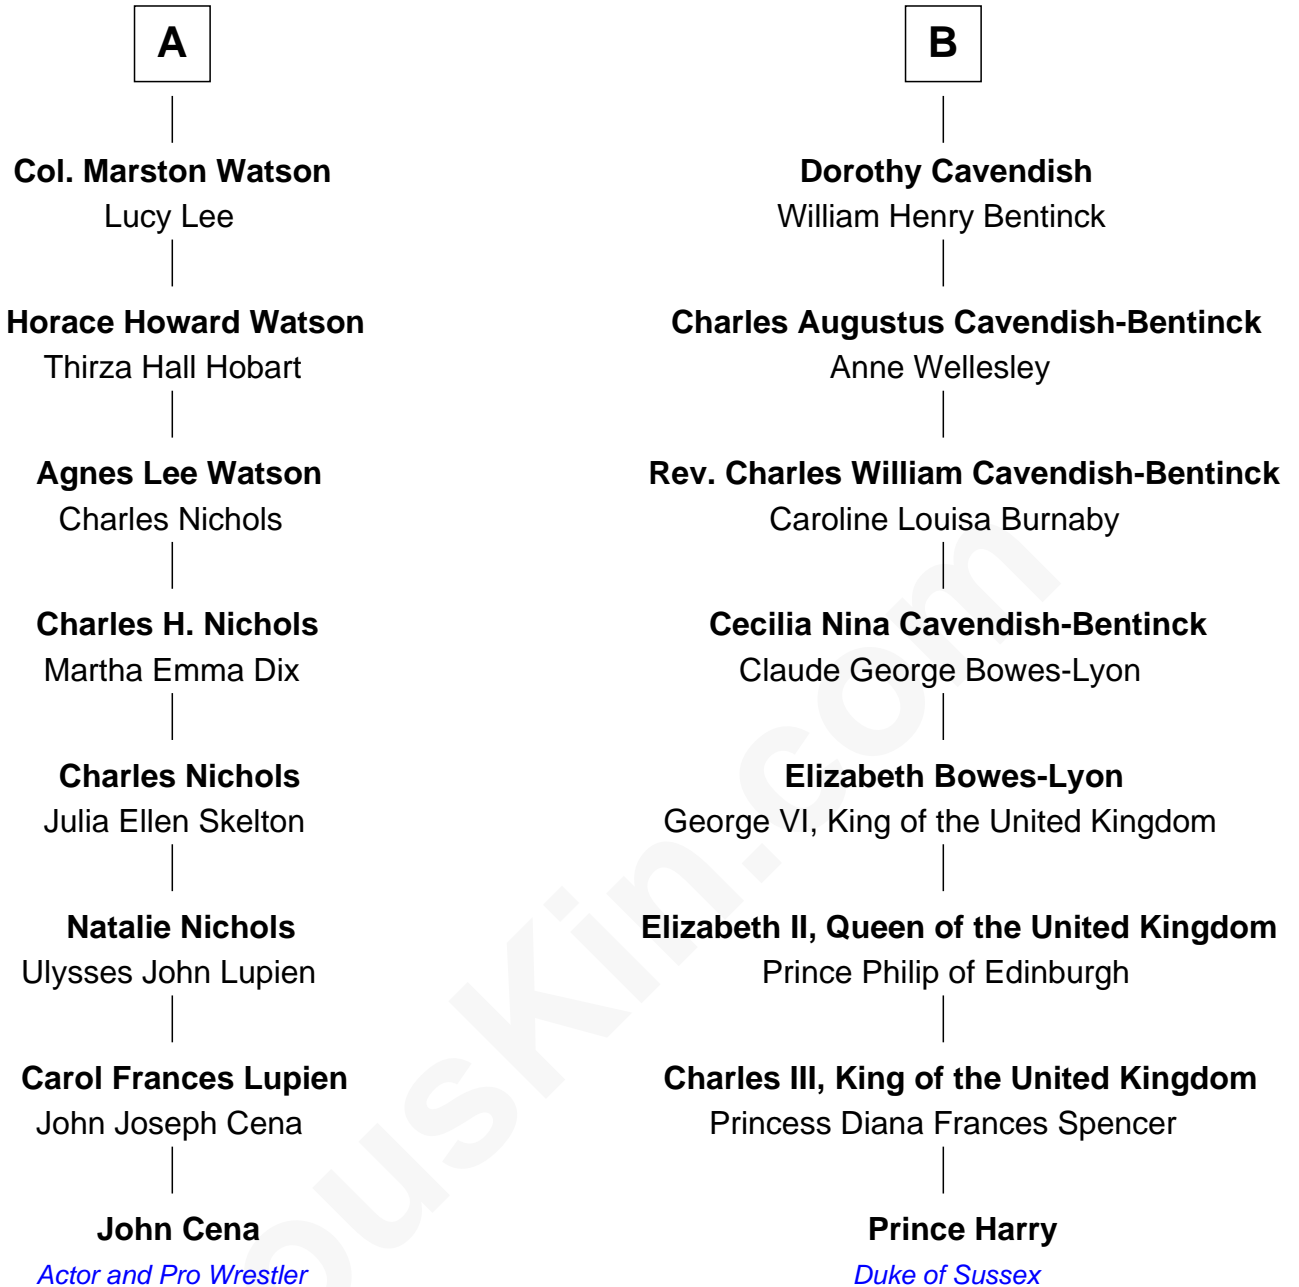 A
Col. Marston Watson
Lucy Lee
Horace Howard Watson
Thirza Hall Hobart
Agnes Lee Watson
Charles Nichols
Charles H. Nichols
Martha Emma Dix
Charles Nichols
Julia Ellen Skelton
Natalie Nichols
Ulysses John Lupien
Carol Frances Lupien
John Joseph Cena
John Cena
Actor and Pro Wrestler
B
Dorothy Cavendish
William Henry Bentinck
Charles Augustus Cavendish-Bentinck
Anne Wellesley
Rev. Charles William Cavendish-Bentinck
Caroline Louisa Burnaby
Cecilia Nina Cavendish-Bentinck
Claude George Bowes-Lyon
Elizabeth Bowes-Lyon
George VI, King of the United Kingdom
Elizabeth II, Queen of the United Kingdom
Prince Philip of Edinburgh
Charles III, King of the United Kingdom
Princess Diana Frances Spencer
Prince Harry
Duke of Sussex
ousKin.com